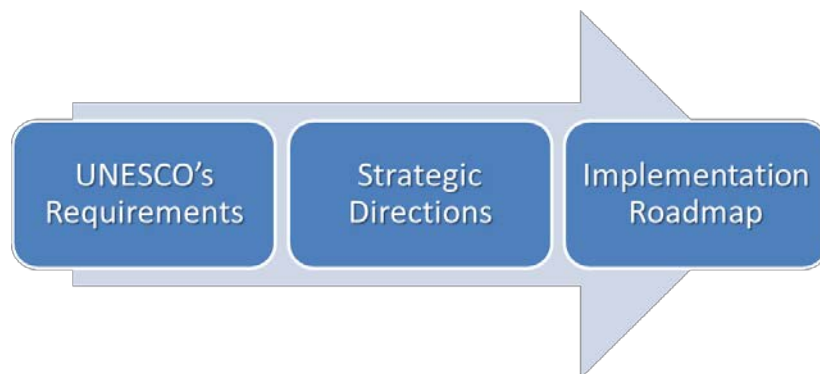 UNESCO’s
Requirements
Strategic
Directions
Implementation
Roadmap